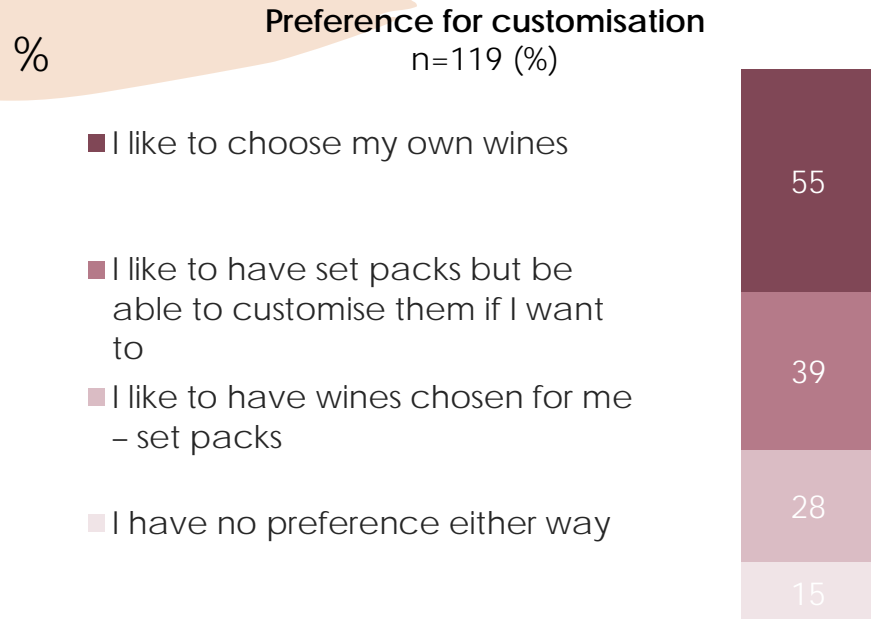 Preference for customisation
%
n=119 (%)
I like to choose my own wines
55
I like to have set packs but be
able to customise them if I want
to
39
I like to have wines chosen for me
– set packs
28
I have no preference either way
15